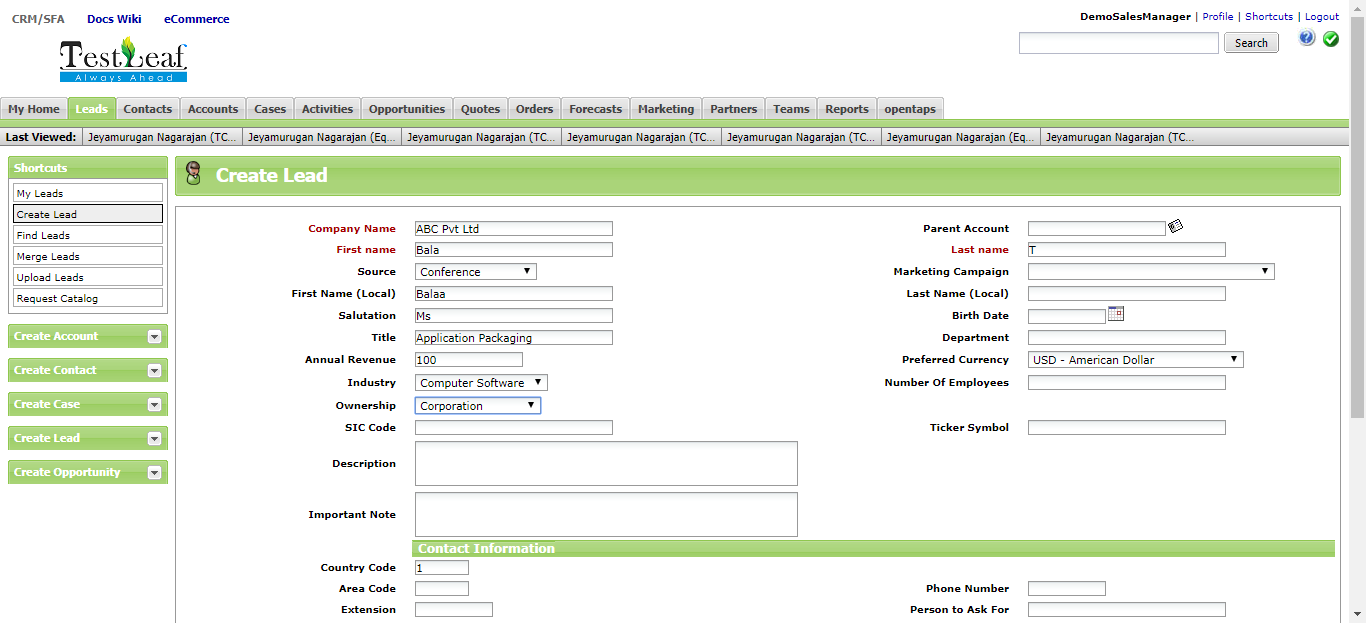 CRM/SFA Docs Wiki eCommerce
DemoSalesManager | Profile | Shortcuts | Logout
TestLeaf
Always Ahead
Search
My Home Leads Contacts Accounts Cases Activities Opportunities Quotes Orders Forecasts Marketing Partners Teams Reports opentaps
Last Viewed: Jeyamurugan Nagarajan (TC... Jeyamurugan Nagarajan (Eq... Jeyamurugan Nagarajan (TC... Jeyamurugan Nagarajan (TC... Jeyamurugan Nagarajan (TC... Jeyamurugan Nagarajan (Eq... Jeyamurugan Nagarajan (TC...
Shortcuts
My Leads
Create Lead
Find Leads
Merge Leads
Upload Leads
Request Catalog
Create Account
Create Contact
Create Case
Create Lead
Create Opportunity
Create Lead
Company Name ABC Pvt Ltd Parent Account
First name Bala Last name T
Source Conference Marketing Campaign
First Name (Local) Balaa Last Name (Local)
Salutation Ms Birth Date
Title Application Packaging Department
Annual Revenue 100 Preferred Currency USD - American Dollar
Industry Computer Software Number Of Employees
Ownership Corporation
SIC Code Ticker Symbol
Description
Important Note
Contact Information
Country Code 1
Area Code Phone Number
Extension Person to Ask For